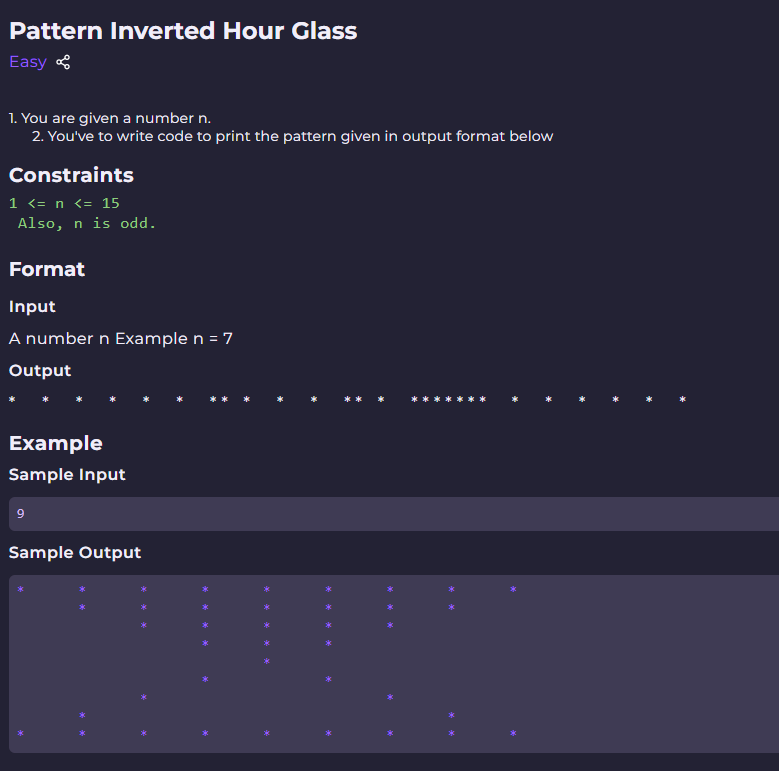 Pattern Inverted Hour Glass
Easy
1. You are given a number n.
2. You've to write code to print the pattern given in output format below
Constraints
1 <= n <= 15
Also, n is odd.
Format
Input
A number n Example n = 7
Output
* * * * * * ** * * * ** * ******* * * * * * *
Example
Sample Input
9
Sample Output
* * * * * * * * *
* * * * * * *
* * * * *
* * *
*
* *
* *
* *
* * * * * * * * *